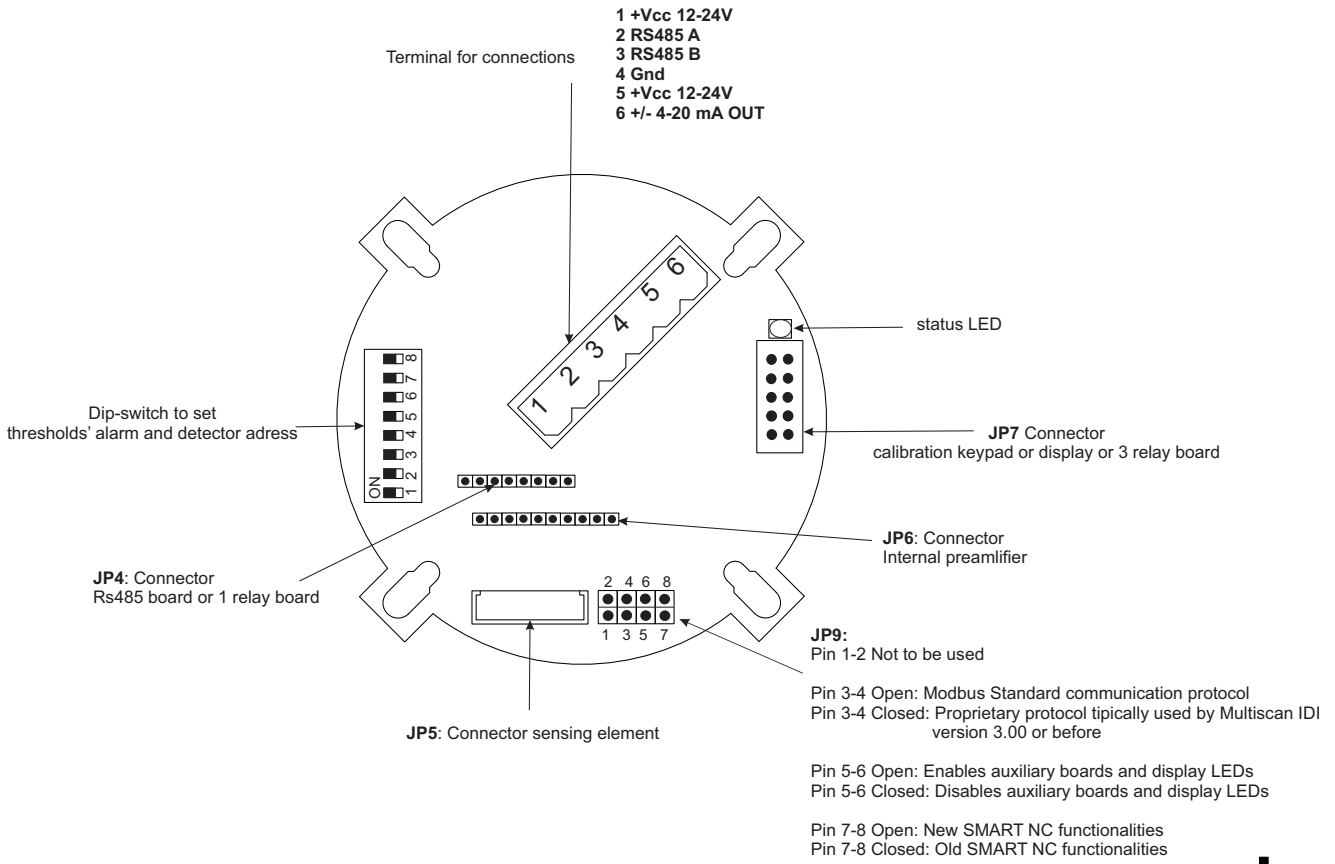 1 +Vcc 12-24V
2 RS485 A
3 RS485 B
4 Gnd
5 +Vcc 12-24V
6 +/- 4-20 mA OUT
Terminal for connections
1 2 3 4 5 6
status LED
Dip-switch to set
thresholds' alarm and detector adress
ON
1 2 3 4 5 6 7 8
JP7 Connector
calibration keypad or display or 3 relay board
JP6: Connector
Internal preamlifier
JP4: Connector
Rs485 board or 1 relay board
2 4 6 8
1 3 5 7
JP5: Connector sensing element
JP9:
Pin 1-2 Not to be used
Pin 3-4 Open: Modbus Standard communication protocol
Pin 3-4 Closed: Proprietary protocol tipically used by Multiscan IDI
version 3.00 or before
Pin 5-6 Open: Enables auxiliary boards and display LEDs
Pin 5-6 Closed: Disables auxiliary boards and display LEDs
Pin 7-8 Open: New SMART NC functionalities
Pin 7-8 Closed: Old SMART NC functionalities